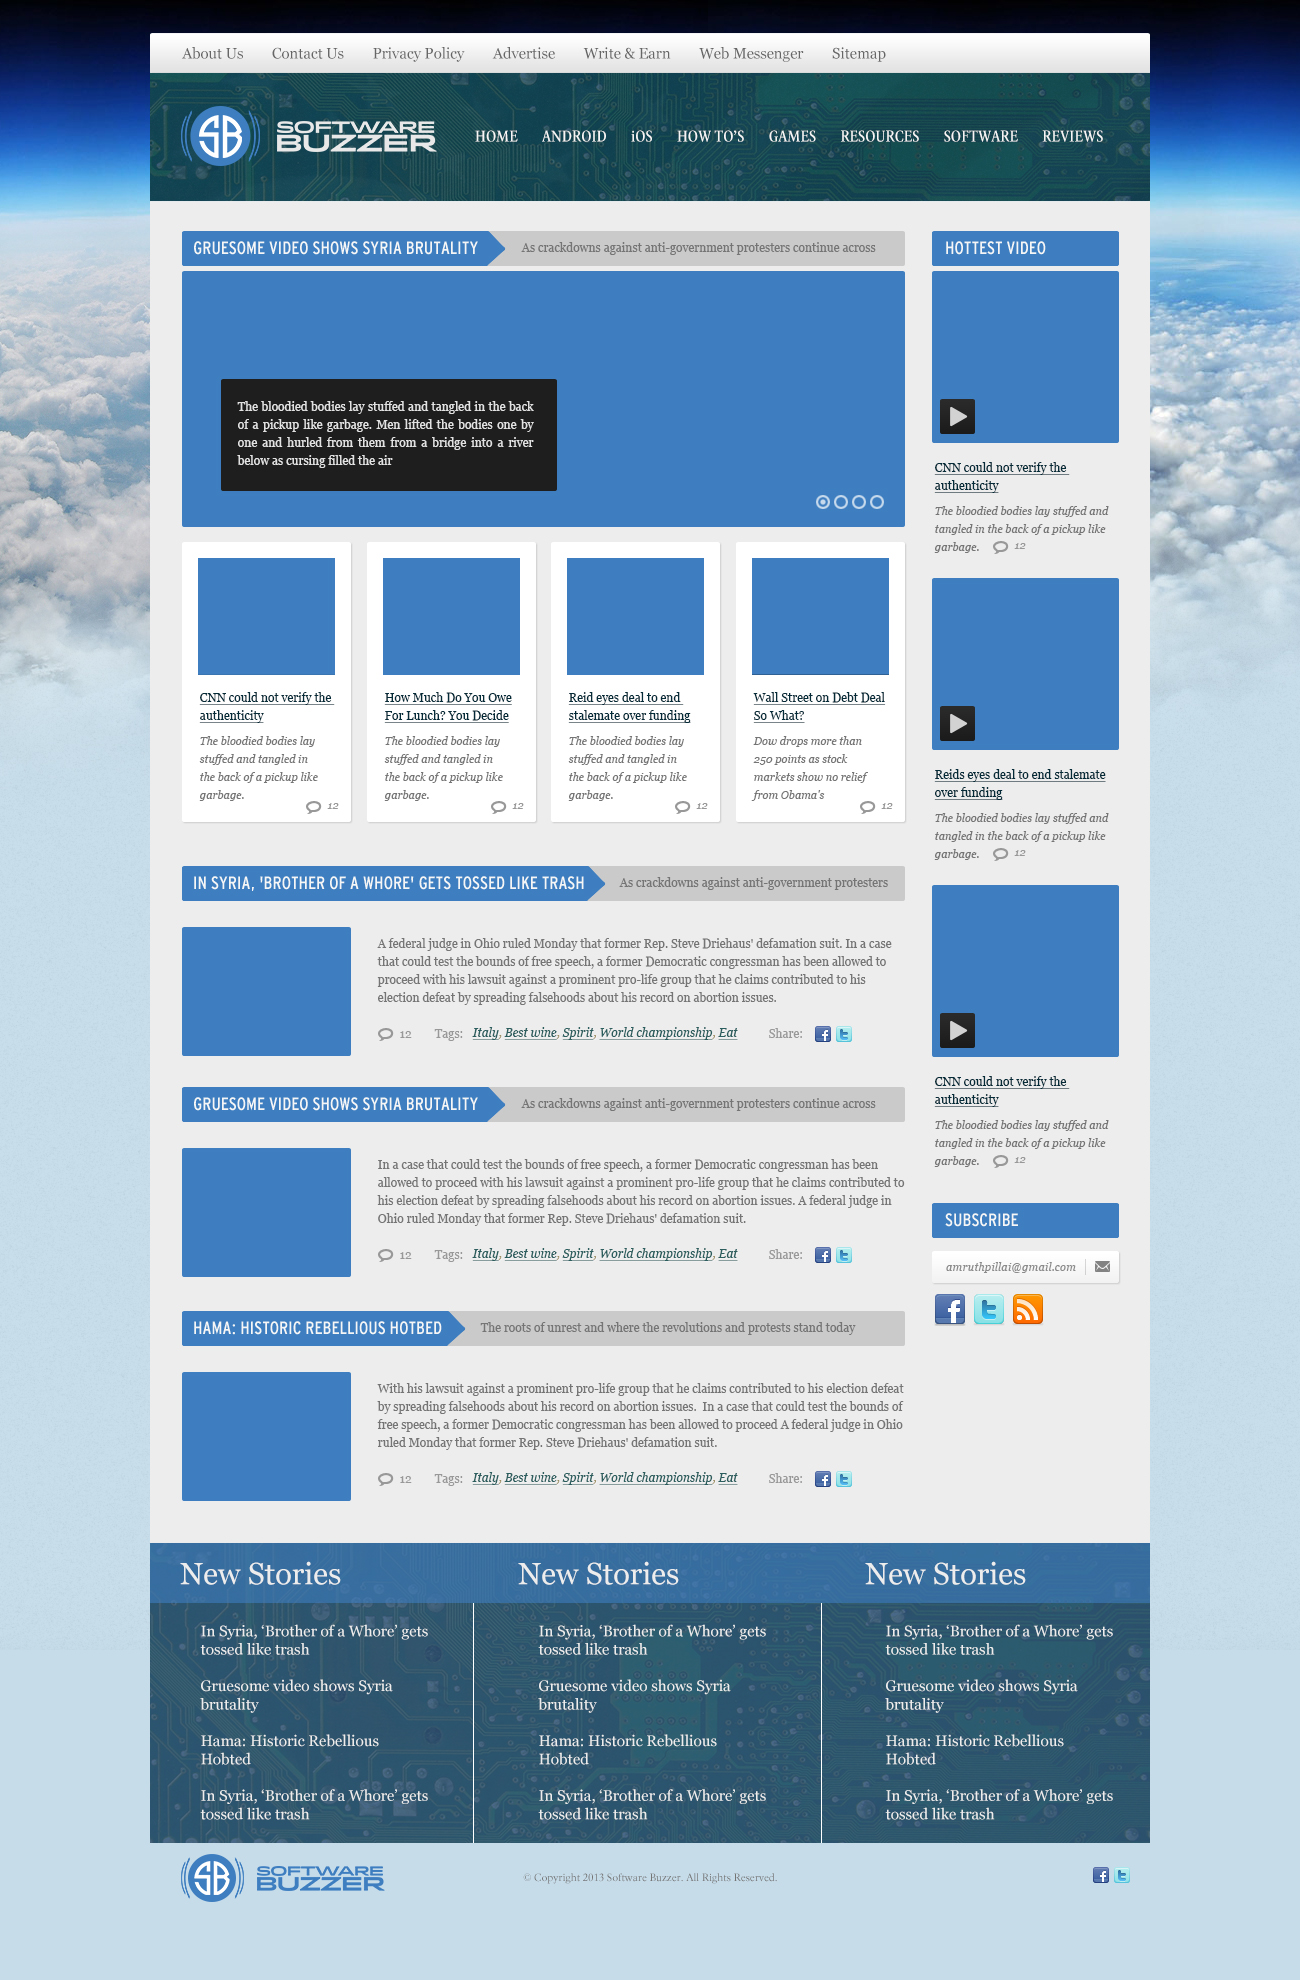 About Us Contact Us Privacy Policy Advertise Write & Earn Web Messenger Sitemap
SB SOFTWARE BUZZER
HOME ANDROID iOS HOW TO'S GAMES RESOURCES SOFTWARE REVIEWS
GRUESOME VIDEO SHOWS SYRIA BRUTALITY
As crackdowns against anti-government protesters continue across
The bloodied bodies lay stuffed and tangled in the back
of a pickup like garbage. Men lifted the bodies one by
one and hurled from them from a bridge into a river
below as cursing filled the air
CNN could not verify the
authenticity
The bloodied bodies lay
stuffed and tangled in
the back of a pickup like
garbage.
12
How Much Do You Owe
For Lunch? You Decide
The bloodied bodies lay
stuffed and tangled in
the back of a pickup like
garbage.
12
Reid eyes deal to end
stalemate over funding
The bloodied bodies lay
stuffed and tangled in
the back of a pickup like
garbage.
12
Wall Street on Debt Deal
So What?
Dow drops more than
250 points as stock
markets show no relief
from Obama's
12
IN SYRIA, 'BROTHER OF A WHORE' GETS TOSSED LIKE TRASH
As crackdowns against anti-government protesters
A federal judge in Ohio ruled Monday that former Rep. Steve Driehaus' defamation suit. In a case
that could test the bounds of free speech, a former Democratic congressman has been allowed to
proceed with his lawsuit against a prominent pro-life group that he claims contributed to his
election defeat by spreading falsehoods about his record on abortion issues.
12 Tags: Italy, Best wine, Spirit, World championship, Eat Share: f t
GRUESOME VIDEO SHOWS SYRIA BRUTALITY
As crackdowns against anti-government protesters continue across
In a case that could test the bounds of free speech, a former Democratic congressman has been
allowed to proceed with his lawsuit against a prominent pro-life group that he claims contributed to
his election defeat by spreading falsehoods about his record on abortion issues. A federal judge in
Ohio ruled Monday that former Rep. Steve Driehaus' defamation suit.
12 Tags: Italy, Best wine, Spirit, World championship, Eat Share: f t
HAMA: HISTORIC REBELLIOUS HOTBED
The roots of unrest and where the revolutions and protests stand today
With his lawsuit against a prominent pro-life group that he claims contributed to his election defeat
by spreading falsehoods about his record on abortion issues. In a case that could test the bounds of
free speech, a former Democratic congressman has been allowed to proceed A federal judge in Ohio
ruled Monday that former Rep. Steve Driehaus' defamation suit.
12 Tags: Italy, Best wine, Spirit, World championship, Eat Share: f t
HOTTEST VIDEO
CNN could not verify the
authenticity
The bloodied bodies lay stuffed and
tangled in the back of a pickup like
garbage. 12
Reids eyes deal to end stalemate
over funding
The bloodied bodies lay stuffed and
tangled in the back of a pickup like
garbage. 12
CNN could not verify the
authenticity
The bloodied bodies lay stuffed and
tangled in the back of a pickup like
garbage. 12
SUBSCRIBE
amruthpillai@gmail.com
f t
New Stories
In Syria, ‘Brother of a Whore’ gets
tossed like trash
Gruesome video shows Syria
brutality
Hama: Historic Rebellious
Hobted
In Syria, ‘Brother of a Whore’ gets
tossed like trash
New Stories
In Syria, ‘Brother of a Whore’ gets
tossed like trash
Gruesome video shows Syria
brutality
Hama: Historic Rebellious
Hobted
In Syria, ‘Brother of a Whore’ gets
tossed like trash
New Stories
In Syria, ‘Brother of a Whore’ gets
tossed like trash
Gruesome video shows Syria
brutality
Hama: Historic Rebellious
Hobted
In Syria, ‘Brother of a Whore’ gets
tossed like trash
SB SOFTWARE BUZZER
© Copyright 2013 Software Buzzer. All Rights Reserved.
f t